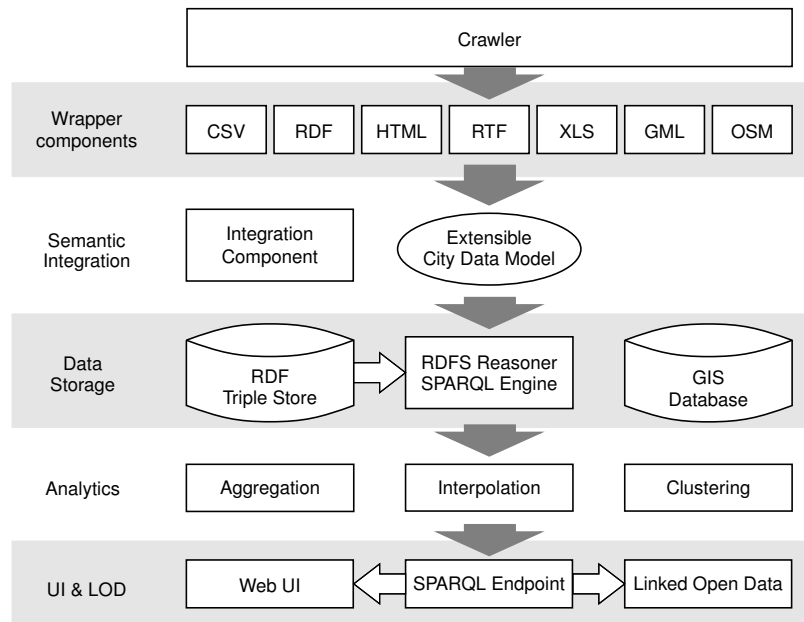 Crawler
Wrapper
components
CSV
RDF
HTML
RTF
XLS
GML
OSM
Semantic
Integration
Integration
Component
Extensible
City Data Model
Data
Storage
RDF
Triple Store
RDFS Reasoner
SPARQL Engine
GIS
Database
Analytics
Aggregation
Interpolation
Clustering
UI & LOD
Web UI
SPARQL Endpoint
Linked Open Data